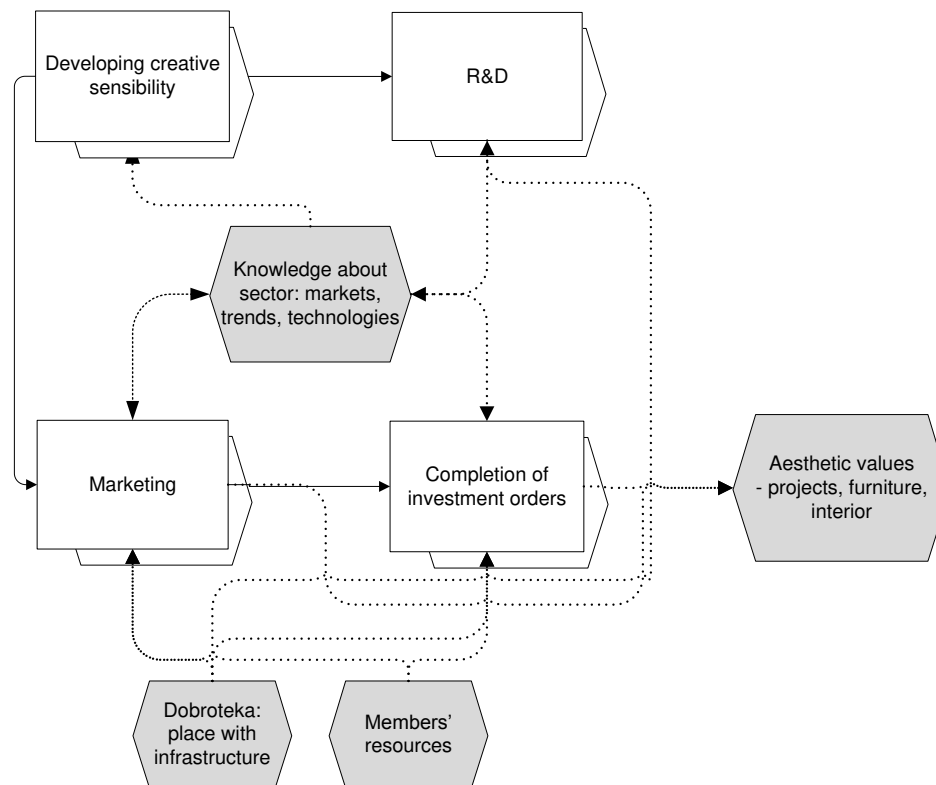 Developing creative
sensibility
R&D
Knowledge about
sector: markets,
trends, technologies
Marketing
Completion of
investment orders
Aesthetic values
- projects, furniture,
interior
Dobroteka:
place with
infrastructure
Members’
resources